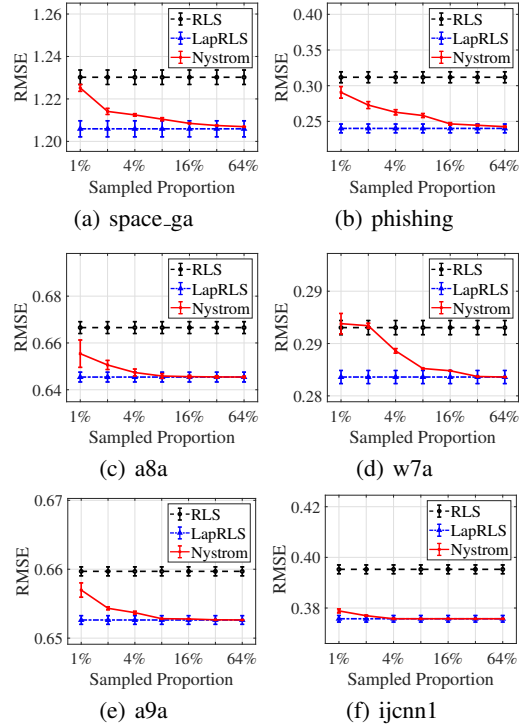 1.26
1.24
1.22
1.20
RMSE
RLS
LapRLS
Nystrom
1% 4% 16% 64%
Sampled Proportion
(a) space_ga
0.40
0.35
0.30
0.25
RMSE
RLS
LapRLS
Nystrom
1% 4% 16% 64%
Sampled Proportion
(b) phishing
0.68
0.66
0.64
RMSE
RLS
LapRLS
Nystrom
1% 4% 16% 64%
Sampled Proportion
(c) a8a
0.29
0.29
0.28
RMSE
RLS
LapRLS
Nystrom
1% 4% 16% 64%
Sampled Proportion
(d) w7a
0.67
0.66
0.65
RMSE
RLS
LapRLS
Nystrom
1% 4% 16% 64%
Sampled Proportion
(e) a9a
0.42
0.40
0.38
RMSE
RLS
LapRLS
Nystrom
1% 4% 16% 64%
Sampled Proportion
(f) ijcnn1